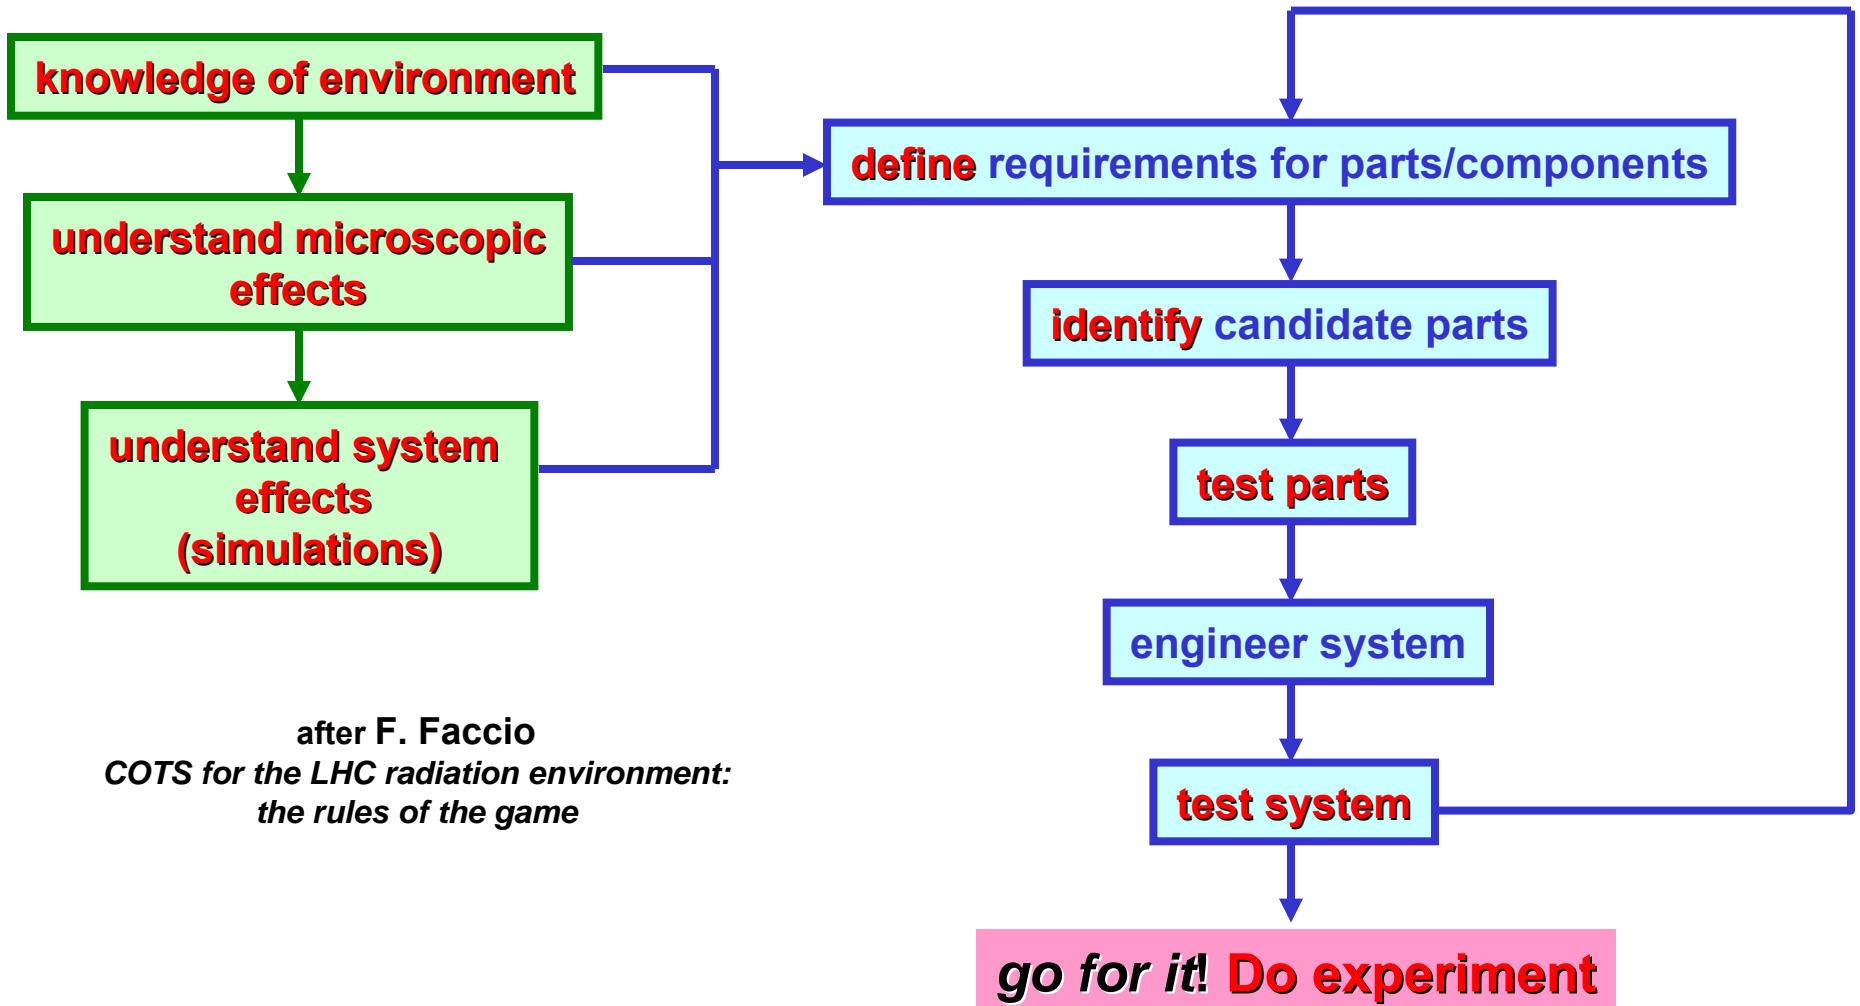 knowledge of environment
understand microscopic
effects
understand system
effects
(simulations)
after F. Faccio
COTS for the LHC radiation environment:
the rules of the game
define requirements for parts/components
identify candidate parts
test parts
engineer system
test system
go for it! Do experiment